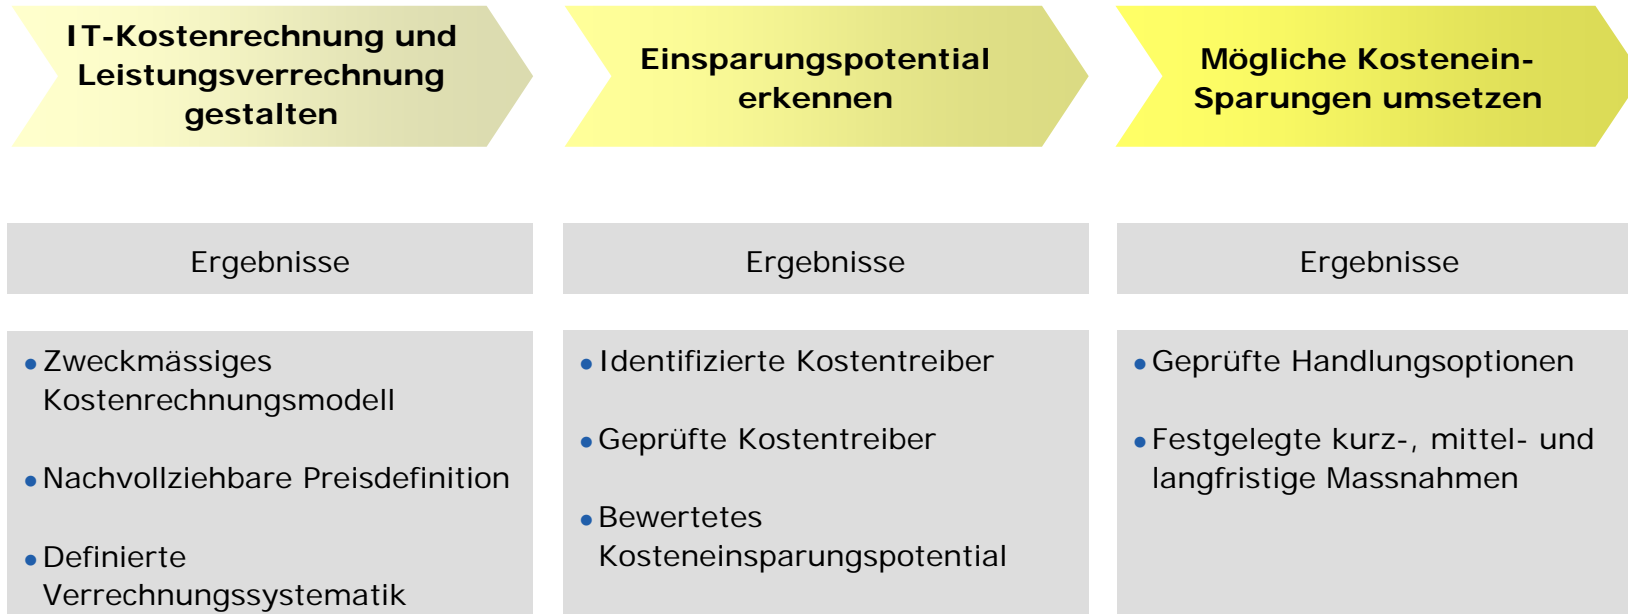 IT-Kostenrechnung und
Leistungsverrechnung
gestalten
Einsparungspotential
erkennen
Mögliche Kostenein-
Sparungen umsetzen
Ergebnisse
Ergebnisse
Ergebnisse
• Zweckmässiges
Kostenrechnungsmodell
• Nachvollziehbare Preisdefinition
• Definierte
Verrechnungssystematik
• Identifizierte Kostentreiber
• Geprüfte Kostentreiber
• Bewertetes
Kosteneinsparungspotential
• Geprüfte Handlungsoptionen
• Festgelegte kurz-, mittel- und
langfristige Massnahmen